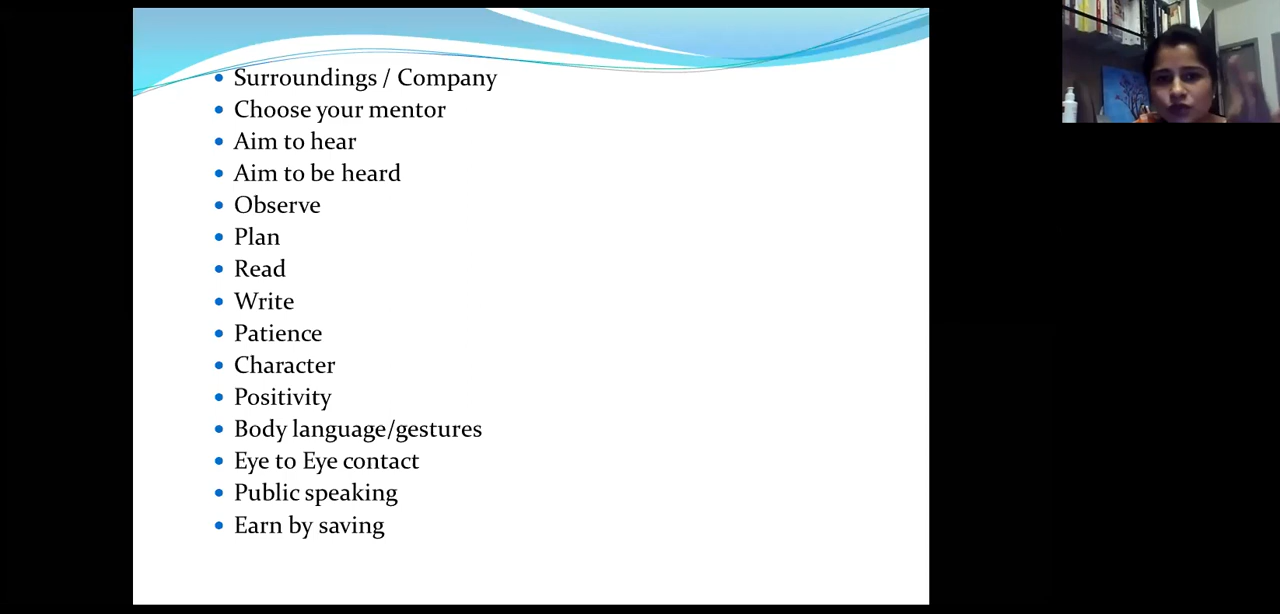 Surroundings / Company
Choose your mentor
Aim to hear
Aim to be heard
Observe
Plan
Read
Write
Patience
Character
Positivity
Body language/gestures
Eye to Eye contact
Public speaking
Earn by saving